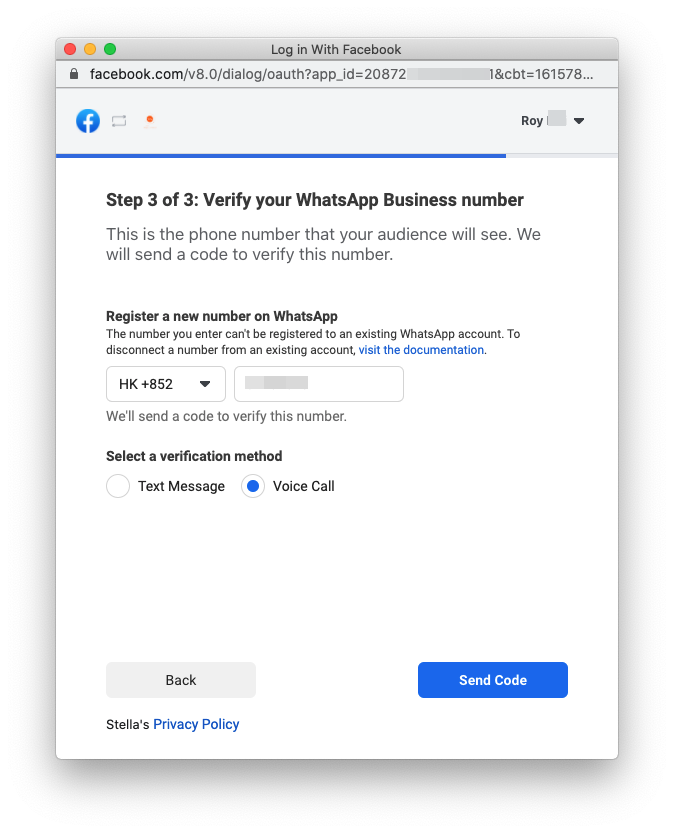 Log in With Facebook
facebook.com/v8.0/dialog/oauth?app_id=20872 1&cbt=161578...
Roy
Step 3 of 3: Verify your WhatsApp Business number
This is the phone number that your audience will see. We
will send a code to verify this number.
Register a new number on WhatsApp
The number you enter can't be registered to an existing WhatsApp account. To
disconnect a number from an existing account, visit the documentation.
HK +852
We'll send a code to verify this number.
Select a verification method
Text Message Voice Call
Back Send Code
Stella's Privacy Policy